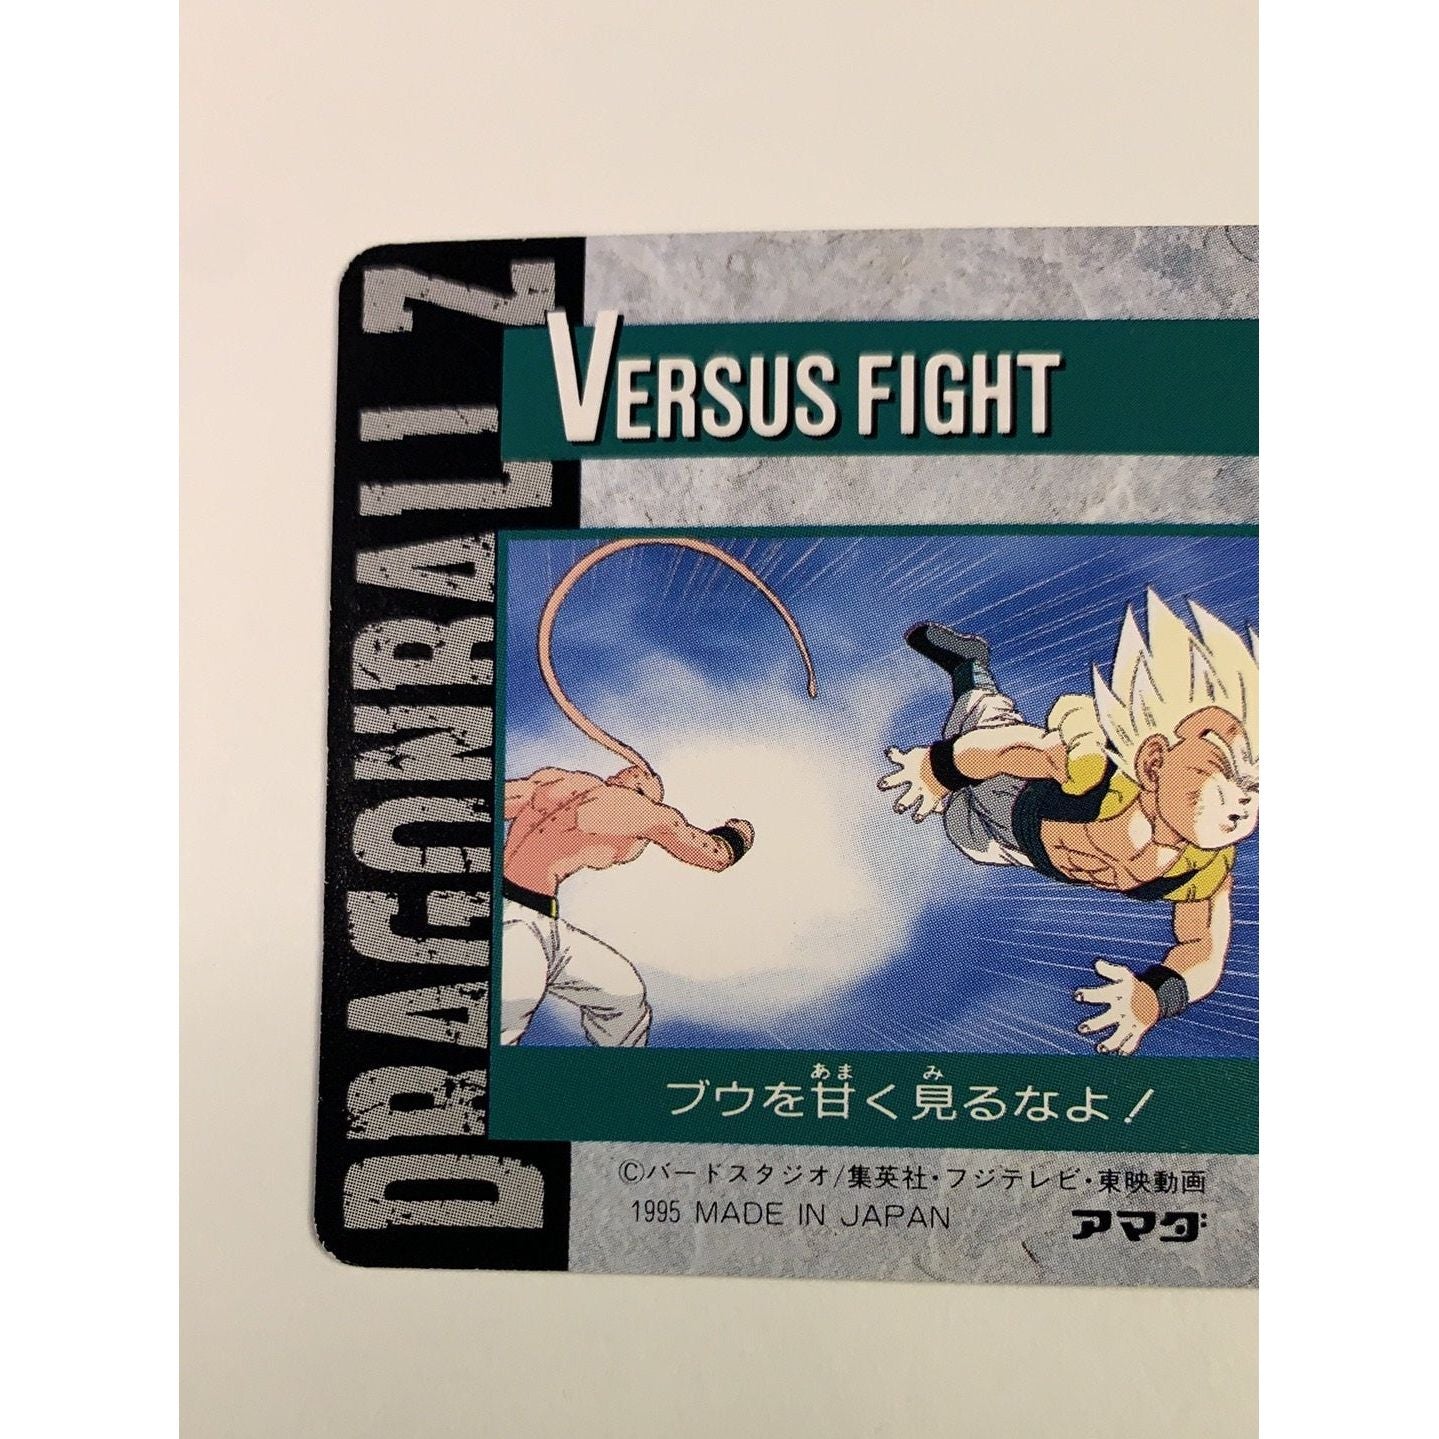 DRAGONBALL Z
VERSUS FIGHT
あま み
ブウを甘く見るなよ!
©バードスタジオ/集英社・フジテレビ・東映動画
1995 MADE IN JAPAN
アマダ